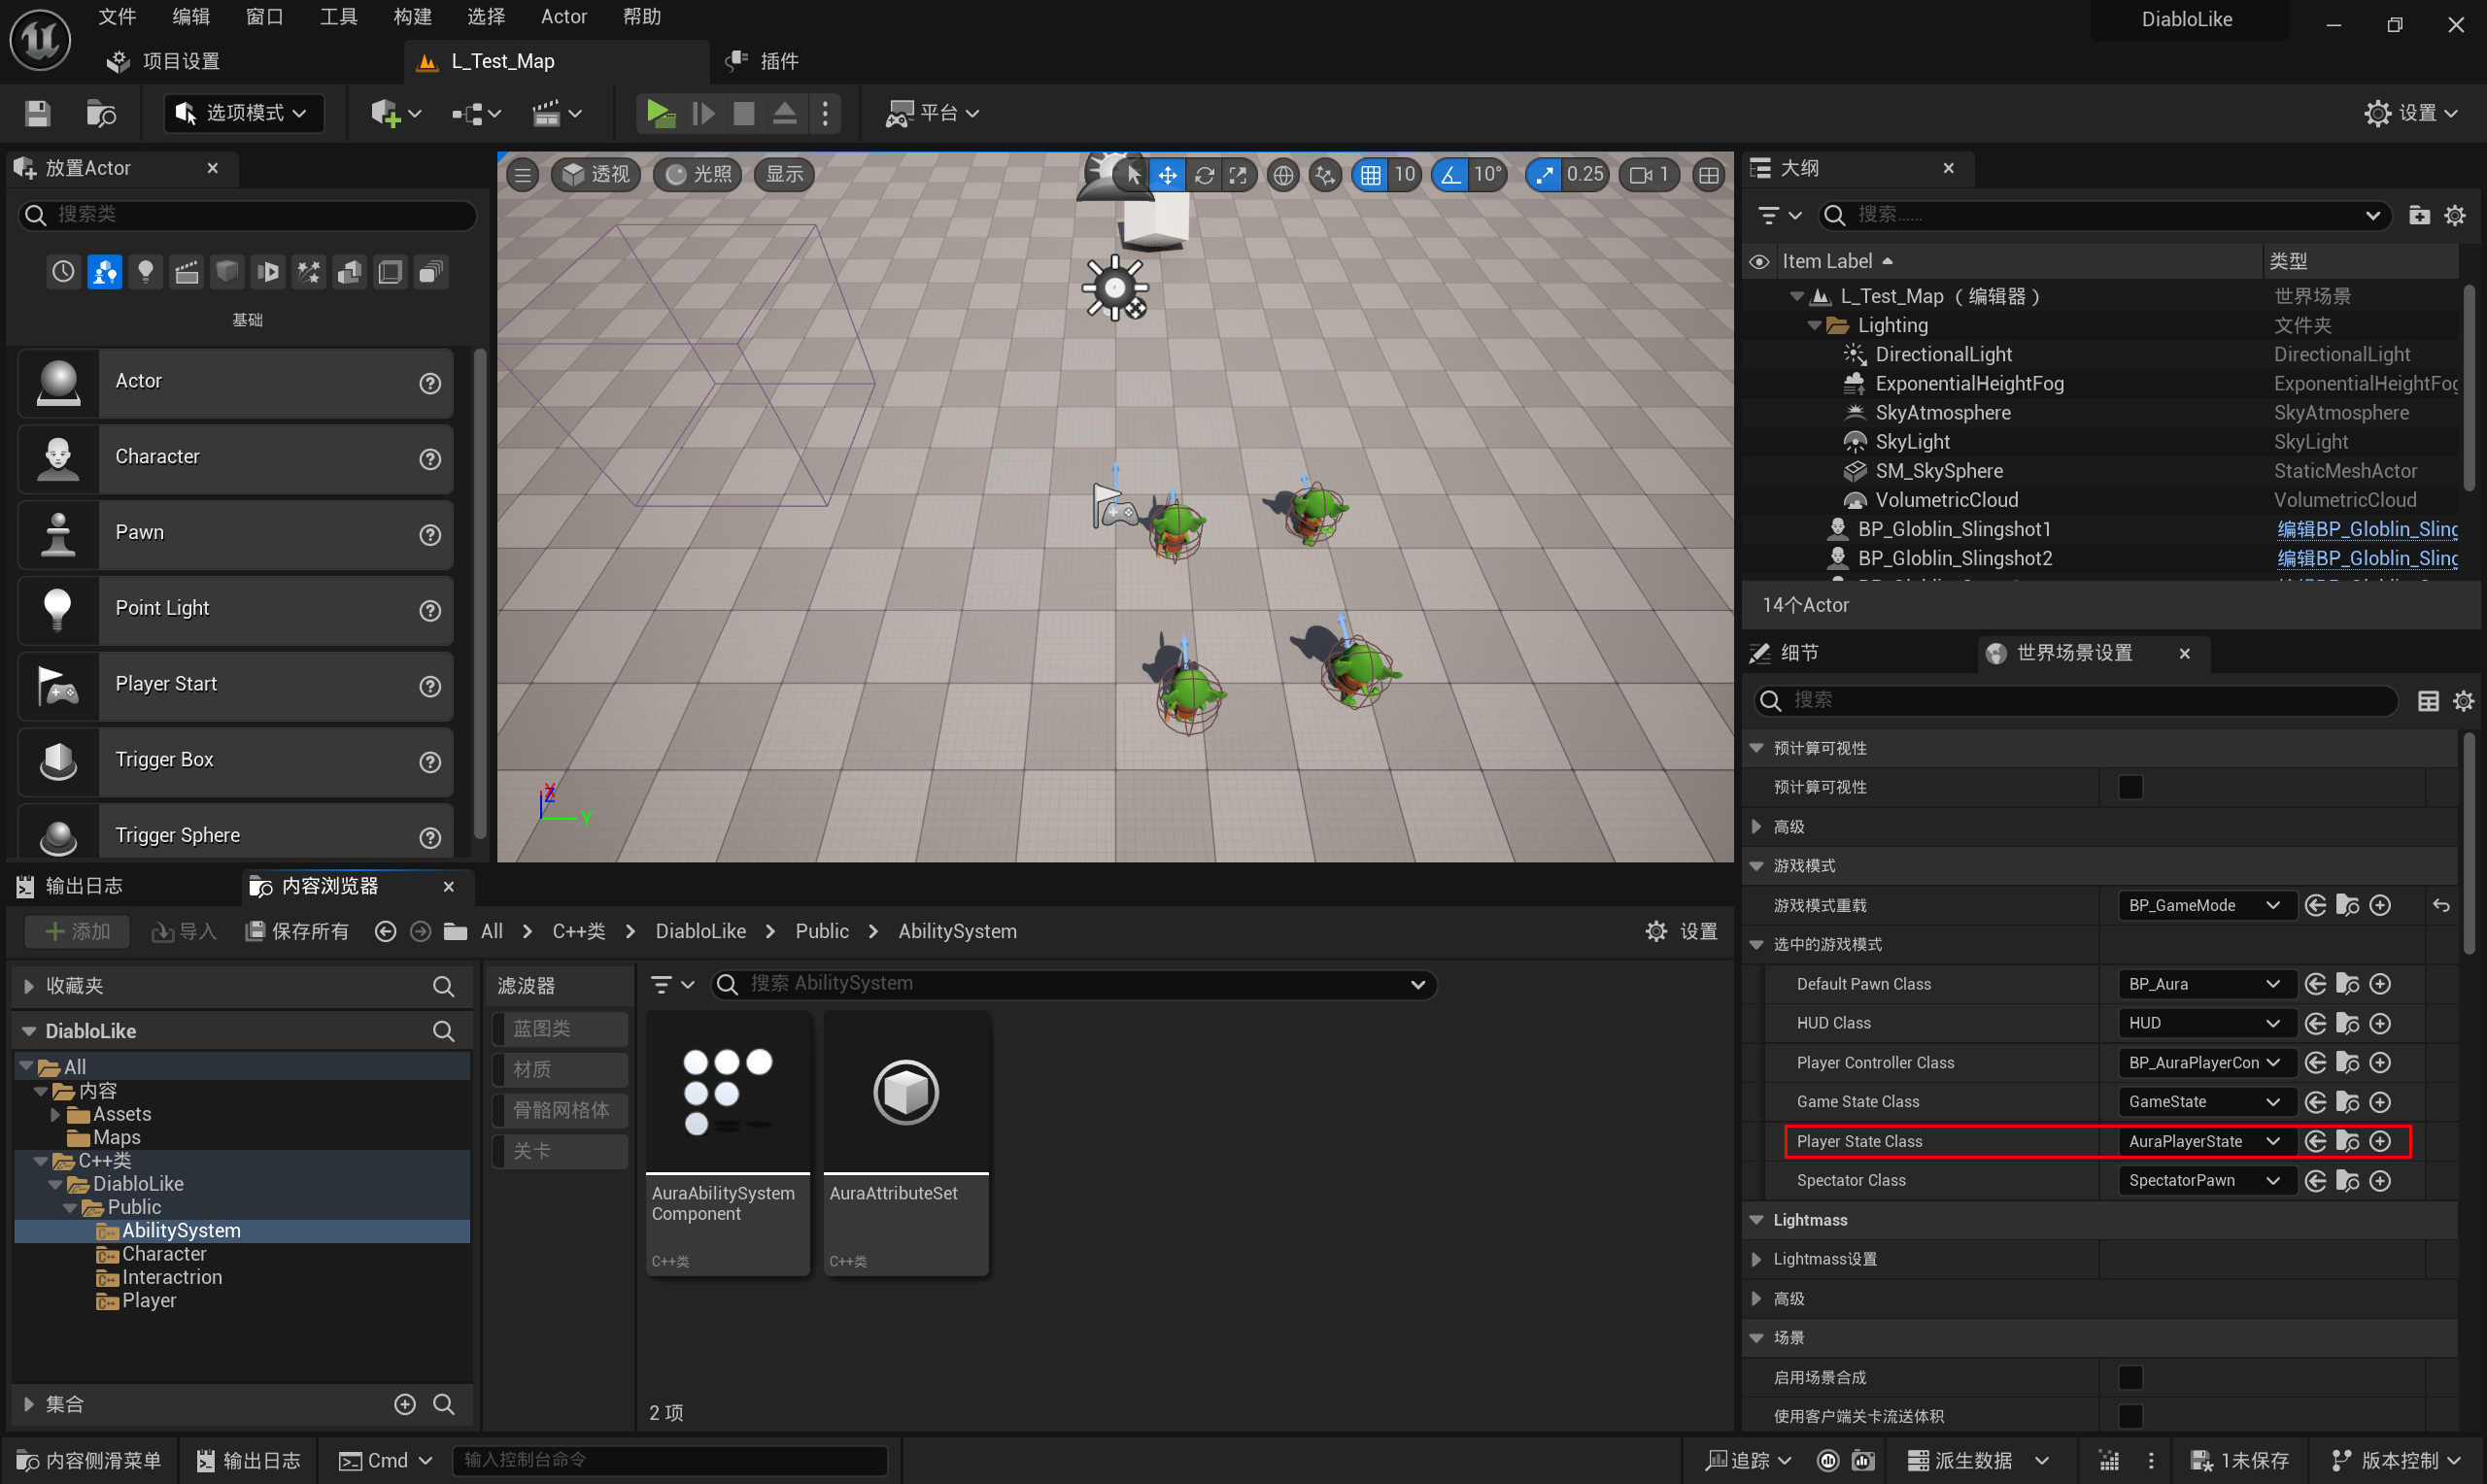 文件 编辑 窗口 工具 构建 选择 Actor 帮助
DiabloLike
项目设置
L_Test_Map
插件
选项模式
平台
设置
放置Actor
搜索类
基础
Actor
Character
Pawn
Point Light
Player Start
Trigger Box
Trigger Sphere
透视
光照
显示
10
10°
0.25
1
X
Z
Y
大纲
搜索......
Item Label
类型
L_Test_Map（编辑器） 世界场景
Lighting 文件夹
DirectionalLight DirectionalLight
ExponentialHeightFog ExponentialHeightFog
SkyAtmosphere SkyAtmosphere
SkyLight SkyLight
SM_SkySphere StaticMeshActor
VolumetricCloud VolumetricCloud
BP_Globlin_Slingshot1 编辑BP_Globlin_Sling
BP_Globlin_Slingshot2 编辑BP_Globlin_Sling
14个Actor
细节
世界场景设置
搜索
预计算可视性
预计算可视性
高级
游戏模式
游戏模式重载 BP_GameMode
选中的游戏模式
Default Pawn Class BP_Aura
HUD Class HUD
Player Controller Class BP_AuraPlayerCon
Game State Class GameState
Player State Class AuraPlayerState
Spectator Class SpectatorPawn
Lightmass
Lightmass设置
高级
场景
启用场景合成
使用客户端关卡流送体积
输出日志
内容浏览器
添加
导入
保存所有
All
C++类
DiabloLike
Public
AbilitySystem
设置
收藏夹
DiabloLike
All
内容
Assets
Maps
C++类
DiabloLike
Public
AbilitySystem
Character
Interactrion
Player
集合
滤波器
蓝图类
材质
骨骼网格体
关卡
搜索 AbilitySystem
AuraAbilitySystem
Component
C++类
AuraAttributeSet
C++类
2 项
内容侧滑菜单
输出日志
Cmd
输入控制台命令
追踪
派生数据
1未保存
版本控制